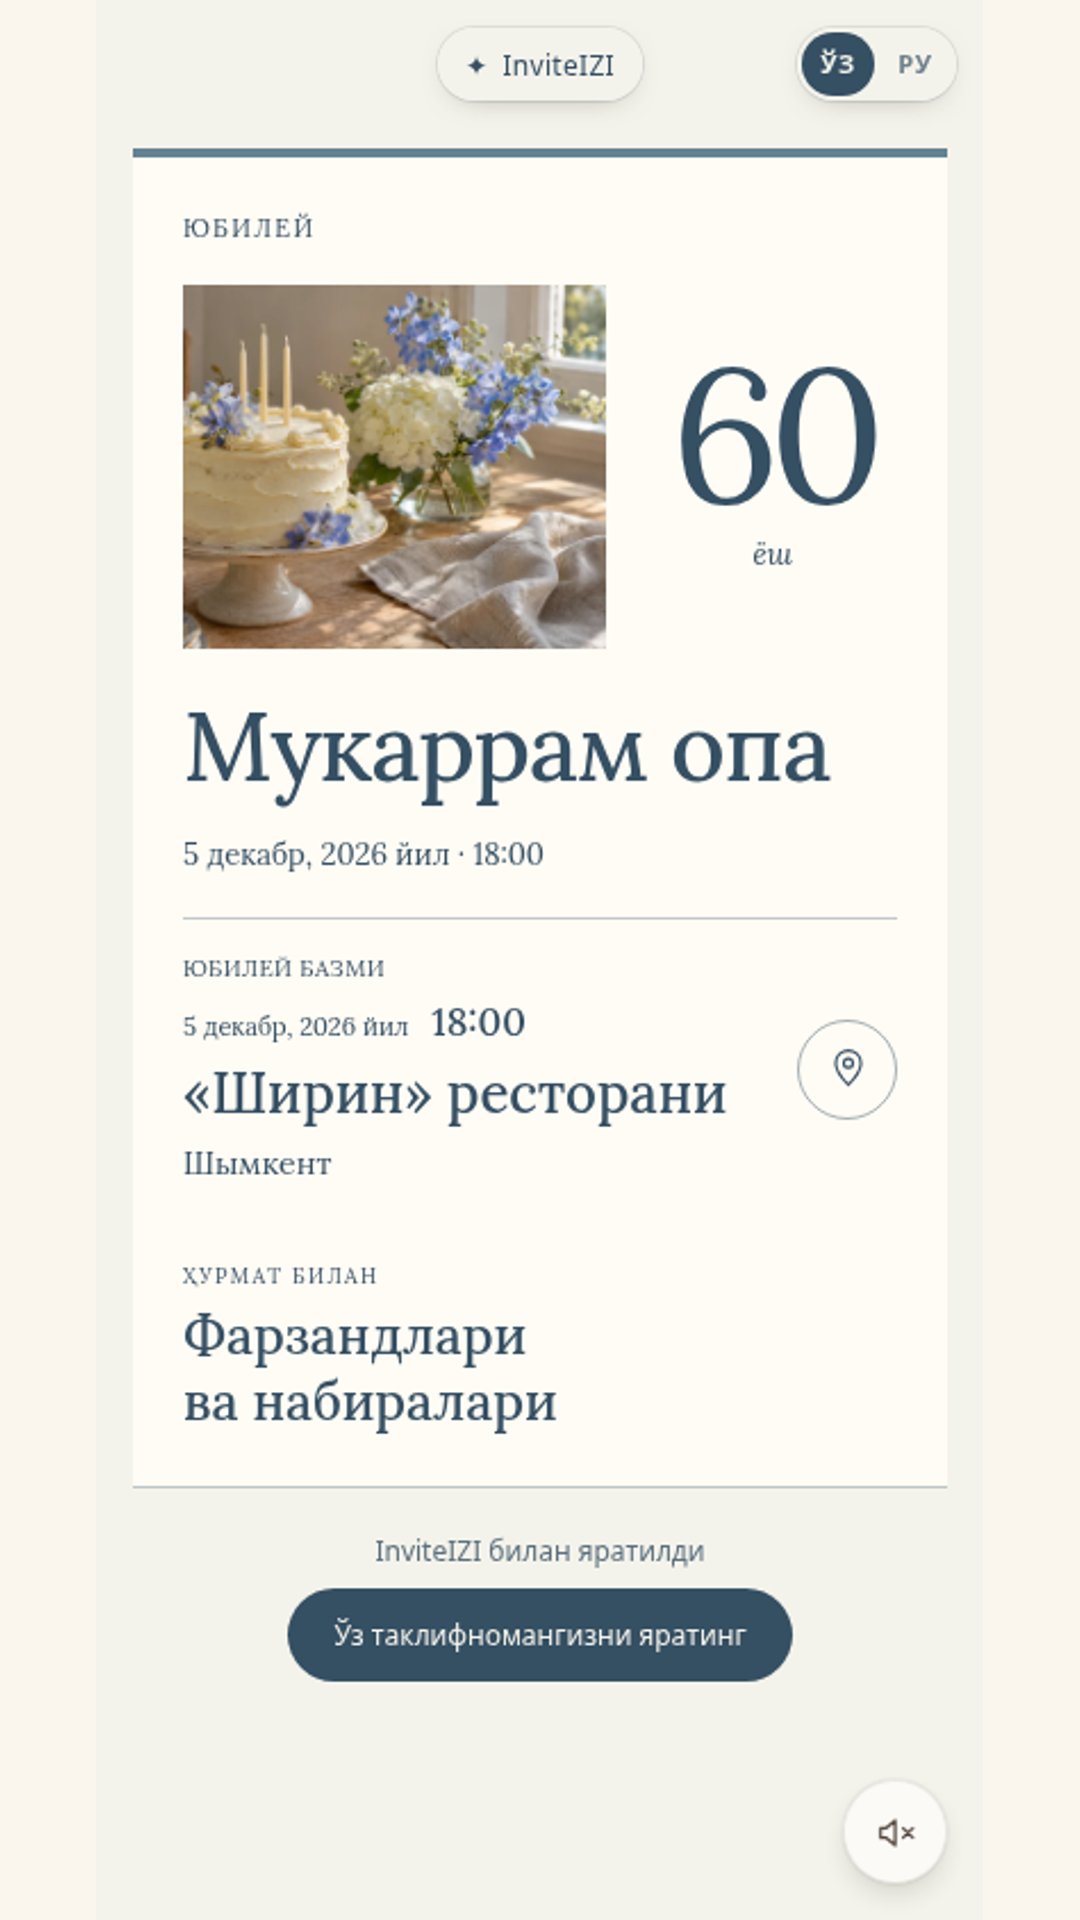 InviteIZI
ЎЗ РУ
ЮБИЛЕЙ
60
ёш
Мукаррам опа
5 декабр, 2026 йил · 18:00
ЮБИЛЕЙ БАЗМИ
5 декабр, 2026 йил 18:00
«Ширин» ресторани
Шымкент
ҲУРМАТ БИЛАН
Фарзандлари
ва набиралари
InviteIZI билан яратилди
Ўз таклифномангизни яратинг